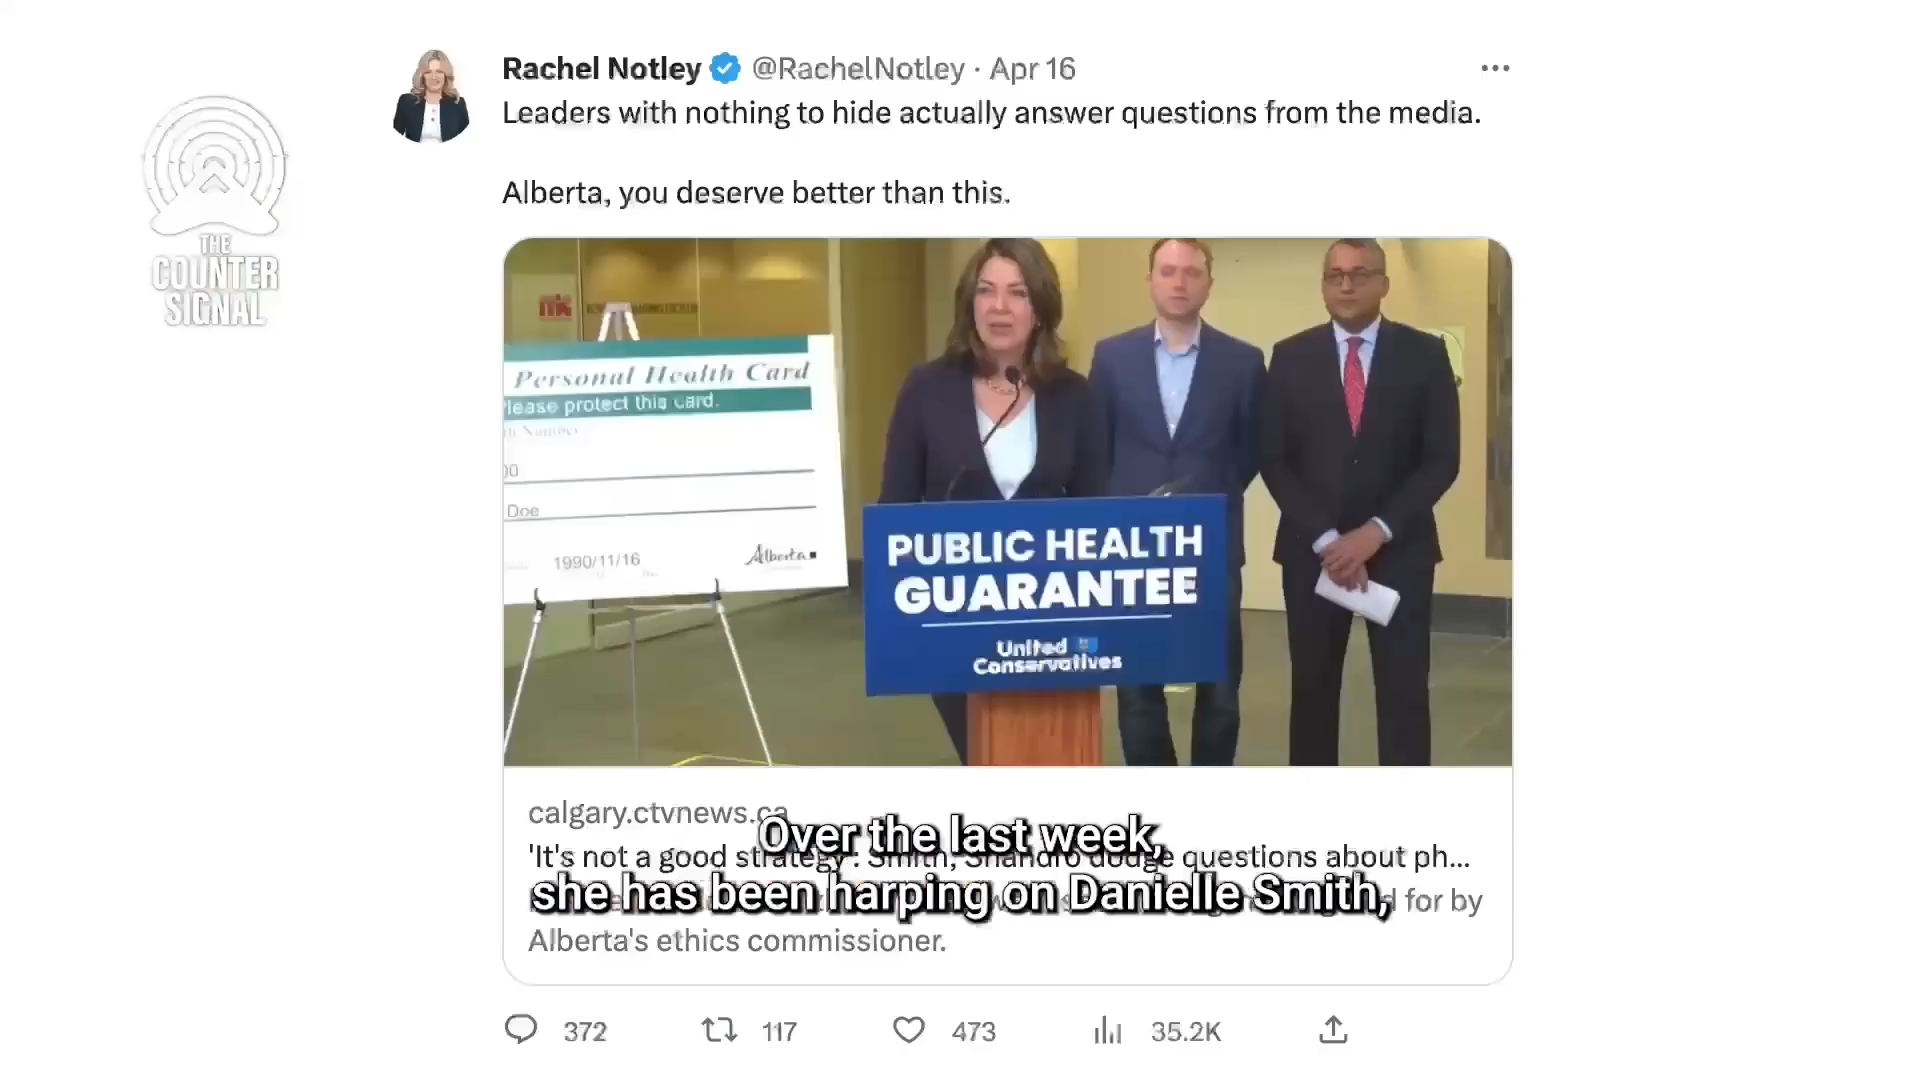 Rachel Notley @RachelNotley · Apr 16
Leaders with nothing to hide actually answer questions from the media.
Alberta, you deserve better than this.
THE
COUNTER
SIGNAL
Personal Health Card
lease protect this card.
Doe
1990/11/16
Alberta
PUBLIC HEALTH
GUARANTEE
United
Conservatives
calgary.ctvnews.ca
'It's not a good strategy': Smith, Shandro dodge questions about ph...
for by
Alberta's ethics commissioner.
Over the last week,
she has been harping on Danielle Smith,
372 117 473 35.2K